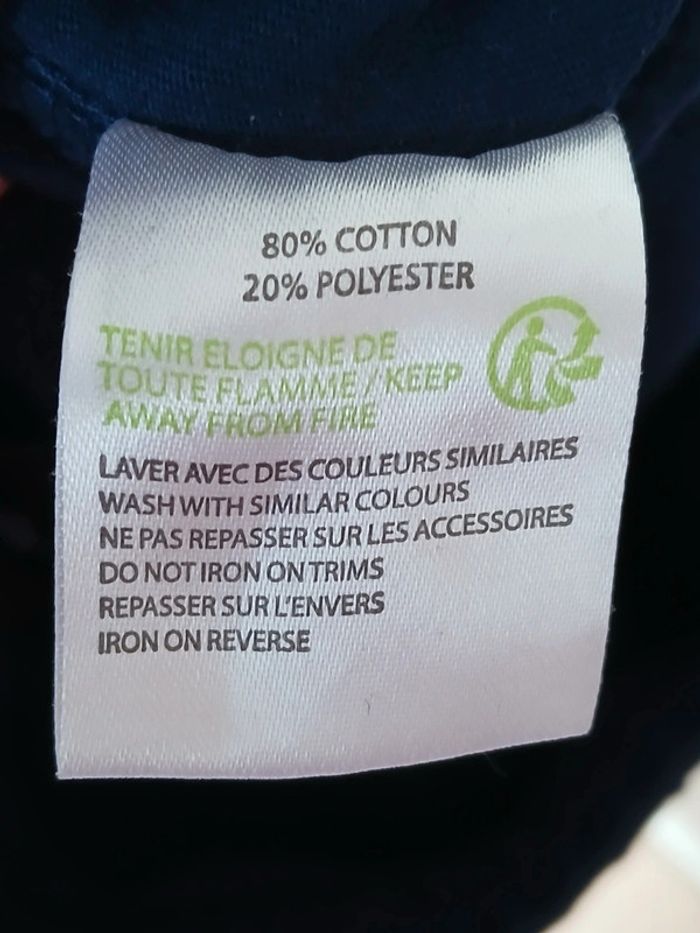 80% COTTON
20% POLYESTER
TENIR ELOIGNE DE
TOUTE FLAMME / KEEP
AWAY FROM FIRE
LAVER AVEC DES COULEURS SIMILAIRES
WASH WITH SIMILAR COLOURS
NE PAS REPASSER SUR LES ACCESSOIRES
DO NOT IRON ON TRIMS
REPASSER SUR L'ENVERS
IRON ON REVERSE